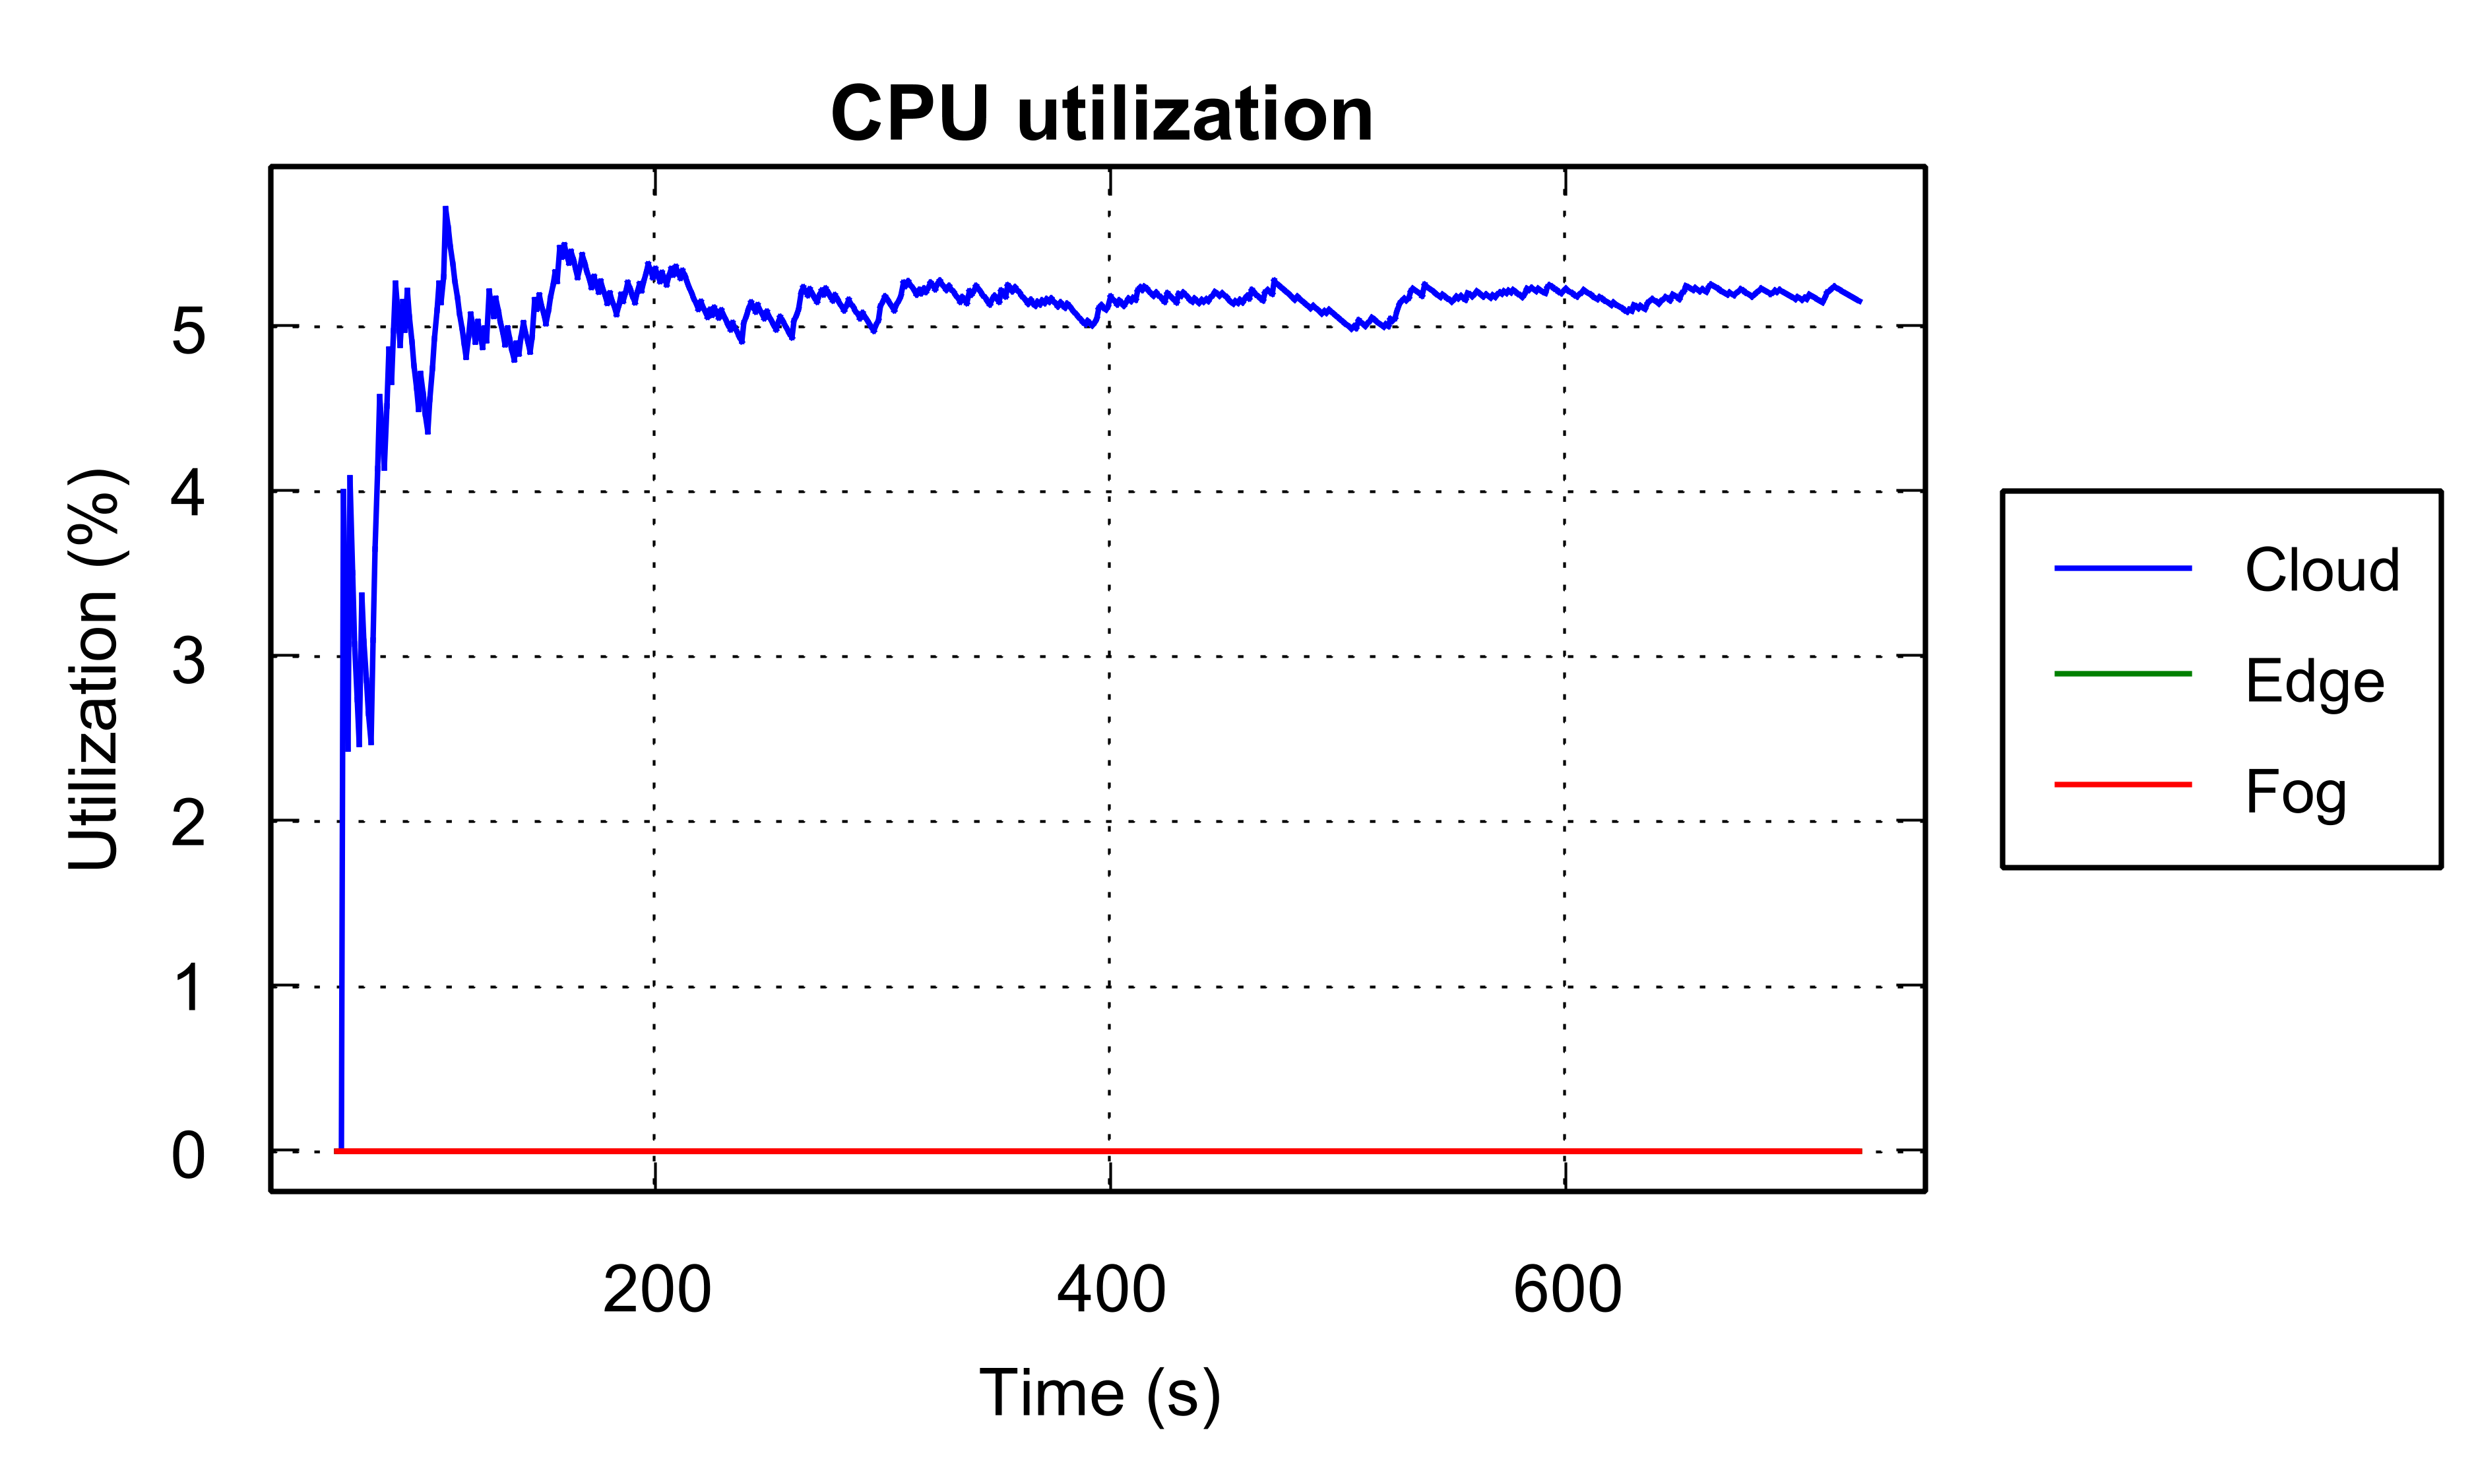 CPU utilization
Utilization (%)
5
4
3
2
1
0
200 400 600
Time (s)
Cloud
Edge
Fog